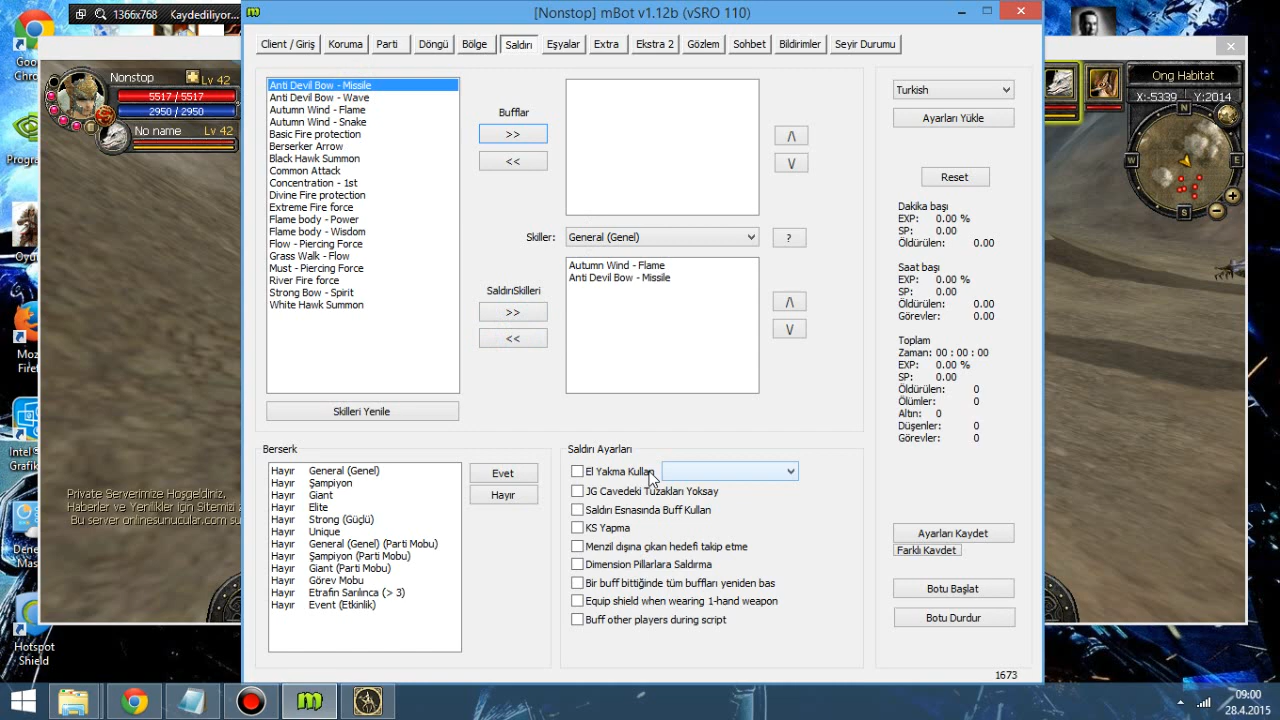 1366x768 Kaydediliyor...
[Nonstop] mBot v1.12b (vSRO 110)
Client / Giriş
Koruma
Parti
Döngü
Bölge
Saldırı
Eşyalar
Extra
Ekstra 2
Gözlem
Sohbet
Bildirimler
Seyir Durumu
Nonstop
Lv 42
5517 / 5517
2950 / 2950
No name
Lv 42
Anti Devil Bow - Missile
Anti Devil Bow - Wave
Autumn Wind - Flame
Autumn Wind - Snake
Basic Fire protection
Berserker Arrow
Black Hawk Summon
Common Attack
Concentration - 1st
Divine Fire protection
Extreme Fire force
Flame body - Power
Flame body - Wisdom
Flow - Piercing Force
Grass Walk - Flow
Must - Piercing Force
River Fire force
Strong Bow - Spirit
White Hawk Summon
Skilleri Yenile
Bufflar
>>
<<
/\
\/
Skiller:
General (Genel)
?
SaldırıSkilleri
>>
<<
Autumn Wind - Flame
Anti Devil Bow - Missile
/\
\/
Berserk
Hayır General (Genel)
Hayır Şampiyon
Hayır Giant
Hayır Elite
Hayır Strong (Güçlü)
Hayır Unique
Hayır General (Genel) (Parti Mobu)
Hayır Şampiyon (Parti Mobu)
Hayır Giant (Parti Mobu)
Hayır Görev Mobu
Hayır Etrafin Sarılınca (> 3)
Hayır Event (Etkinlik)
Evet
Hayır
Saldırı Ayarları
El Yakma Kullan
JG Cavedeki Tuzakları Yoksay
Saldırı Esnasında Buff Kullan
KS Yapma
Menzil dışına çıkan hedefi takip etme
Dimension Pillarlara Saldırma
Bir buff bittiğinde tüm buffları yeniden bas
Equip shield when wearing 1-hand weapon
Buff other players during script
Turkish
Ayarları Yükle
Reset
Dakika başı
EXP: 0.00 %
SP: 0.00
Öldürülen: 0.00
Saat başı
EXP: 0.00 %
SP: 0.00
Öldürülen: 0.00
Görevler: 0.00
Toplam
Zaman: 00 : 00 : 00
EXP: 0.00 %
SP: 0.00
Öldürülen: 0
Ölümler: 0
Altın: 0
Düşenler: 0
Görevler: 0
Ayarları Kaydet
Farklı Kaydet
Botu Başlat
Botu Durdur
1673
Ong Habitat
X:-5339 Y:2014
N
W
E
S
Private Serverimize Hoşgeldiniz,
Haberler ve Yenilikler için Sitemizi
Bu server onlinesunucular.com su
Goo
Chro
Progr
Oyu
Moz
Firef
Intel
Grafik
Dene
Mas
Hotspot
Shield
09:00
28.4.2015